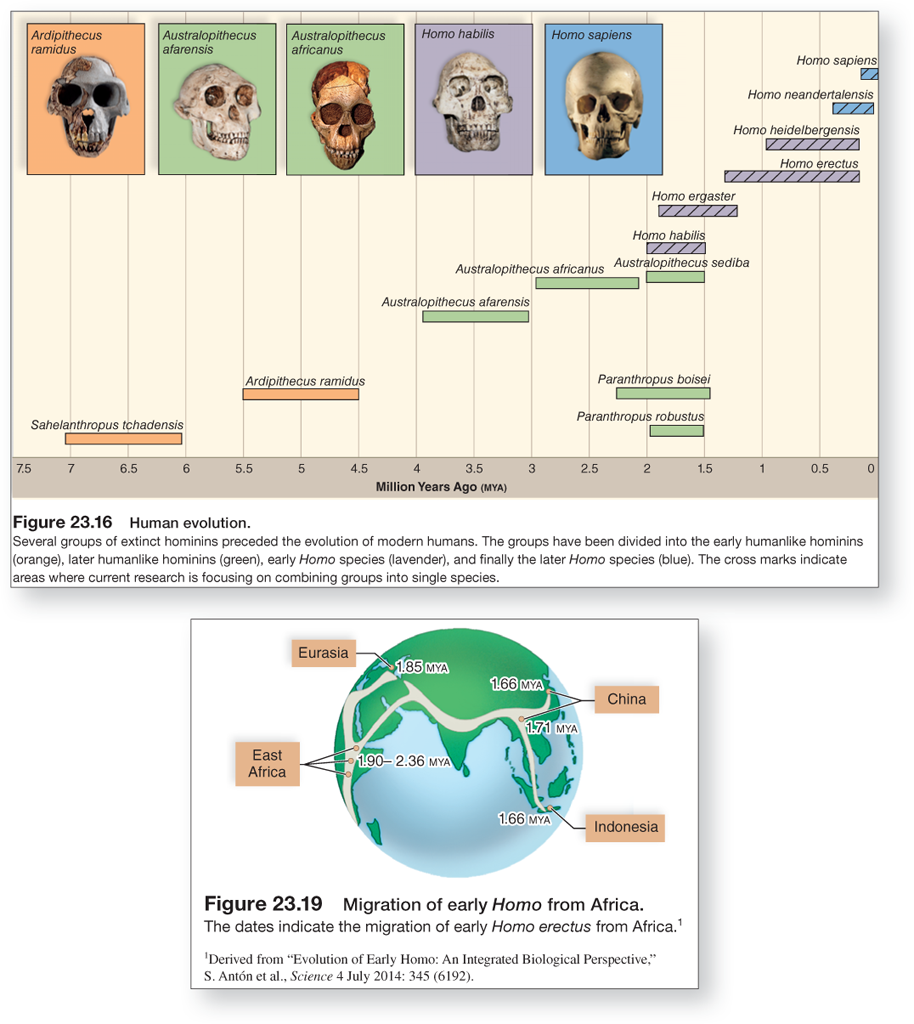 Ardipithecus
ramidus
Australopithecus
afarensis
Australopithecus
africanus
Homo habilis
Homo sapiens
Homo sapiens
Homo neandertalensis
Homo heidelbergensis
Homo erectus
Homo ergaster
Homo habilis
Australopithecus sediba
Australopithecus africanus
Australopithecus afarensis
Ardipithecus ramidus
Paranthropus boisei
Paranthropus robustus
Sahelanthropus tchadensis
7.5 7 6.5 6 5.5 5 4.5 4 3.5 3 2.5 2 1.5 1 0.5 0
Million Years Ago (MYA)
Figure 23.16 Human evolution.
Several groups of extinct hominins preceded the evolution of modern humans. The groups have been divided into the early humanlike hominins
(orange), later humanlike hominins (green), early Homo species (lavender), and finally the later Homo species (blue). The cross marks indicate
areas where current research is focusing on combining groups into single species.
Eurasia
1.85 MYA
1.66 MYA
China
1.71 MYA
East
Africa
1.90–2.36 MYA
1.66 MYA
Indonesia
Figure 23.19 Migration of early Homo from Africa.
The dates indicate the migration of early Homo erectus from Africa.¹
¹Derived from “Evolution of Early Homo: An Integrated Biological Perspective,”
S. Antón et al., Science 4 July 2014: 345 (6192).